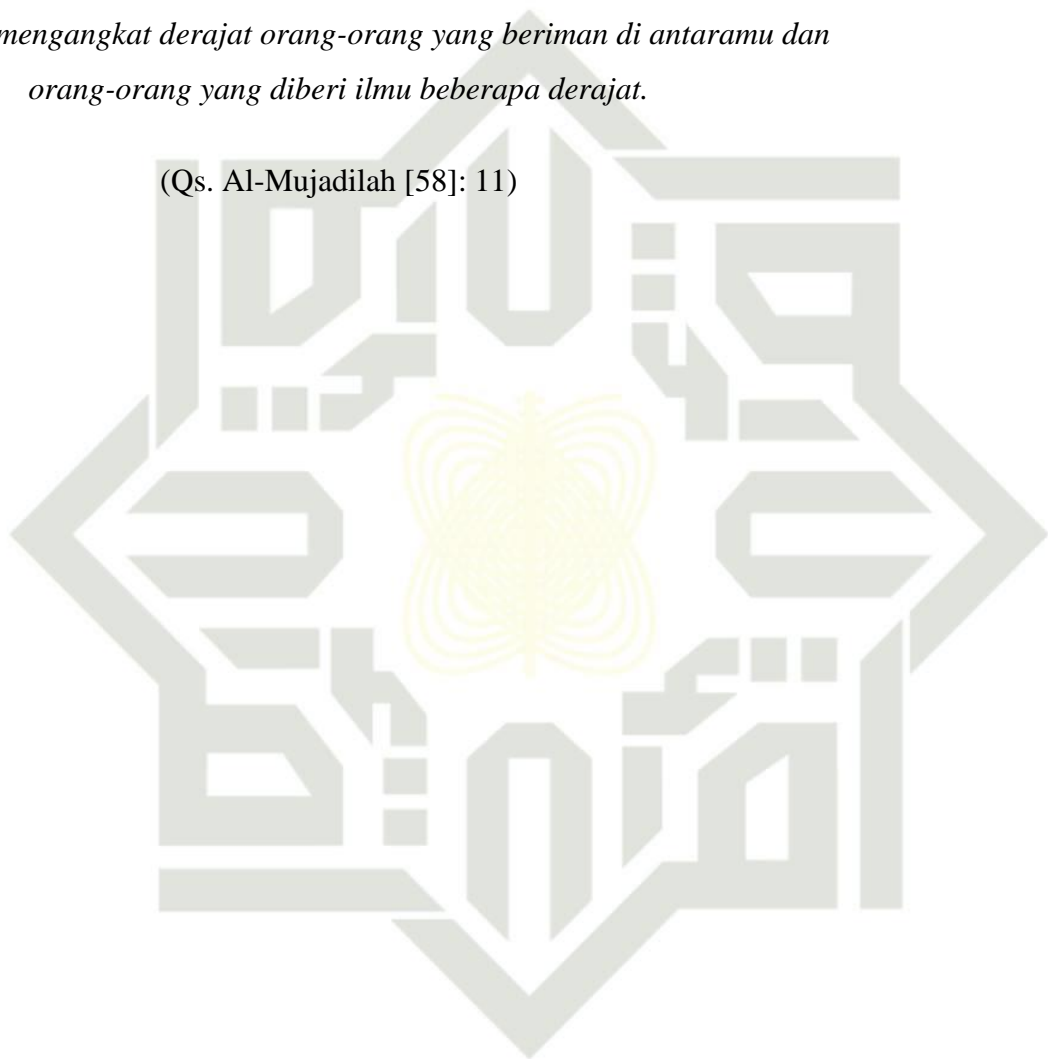 mengangkat derajat orang-orang yang beriman di antaramu dan
orang-orang yang diberi ilmu beberapa derajat.
(Qs. Al-Mujadilah [58]: 11)